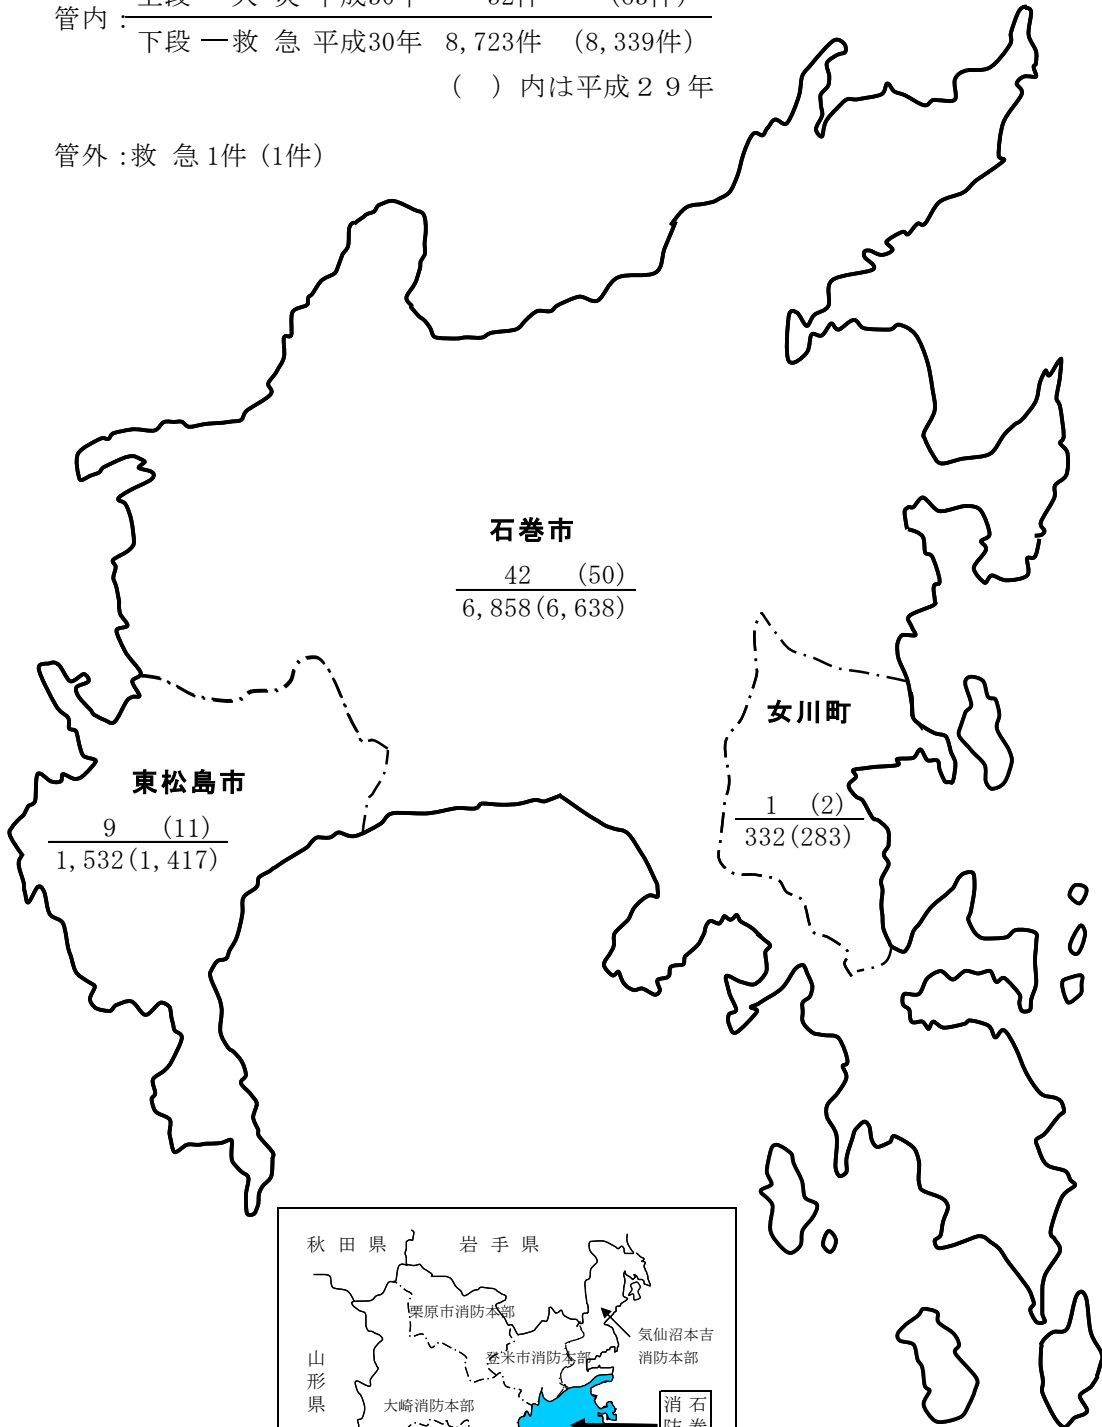 管内：
下段 ー救 急 平成30年 8,723件 (8,339件)
( ) 内は平成２９年
管外：救 急 1件 (1件)
石巻市
42 (50)
6,858(6,638)
女川町
1 (2)
332(283)
東松島市
9 (11)
1,532(1,417)
秋 田 県
岩 手 県
栗原市消防本部
気仙沼本吉
消防本部
登米市消防本部
山形県
大崎消防本部